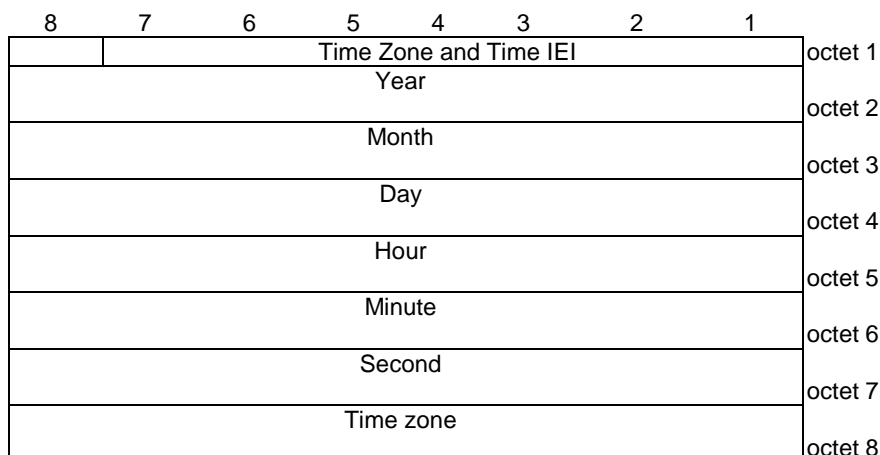 8 7 6 5 4 3 2 1
Time Zone and Time IEI octet 1
Year
octet 2
Month
octet 3
Day
octet 4
Hour
octet 5
Minute
octet 6
Second
octet 7
Time zone
octet 8